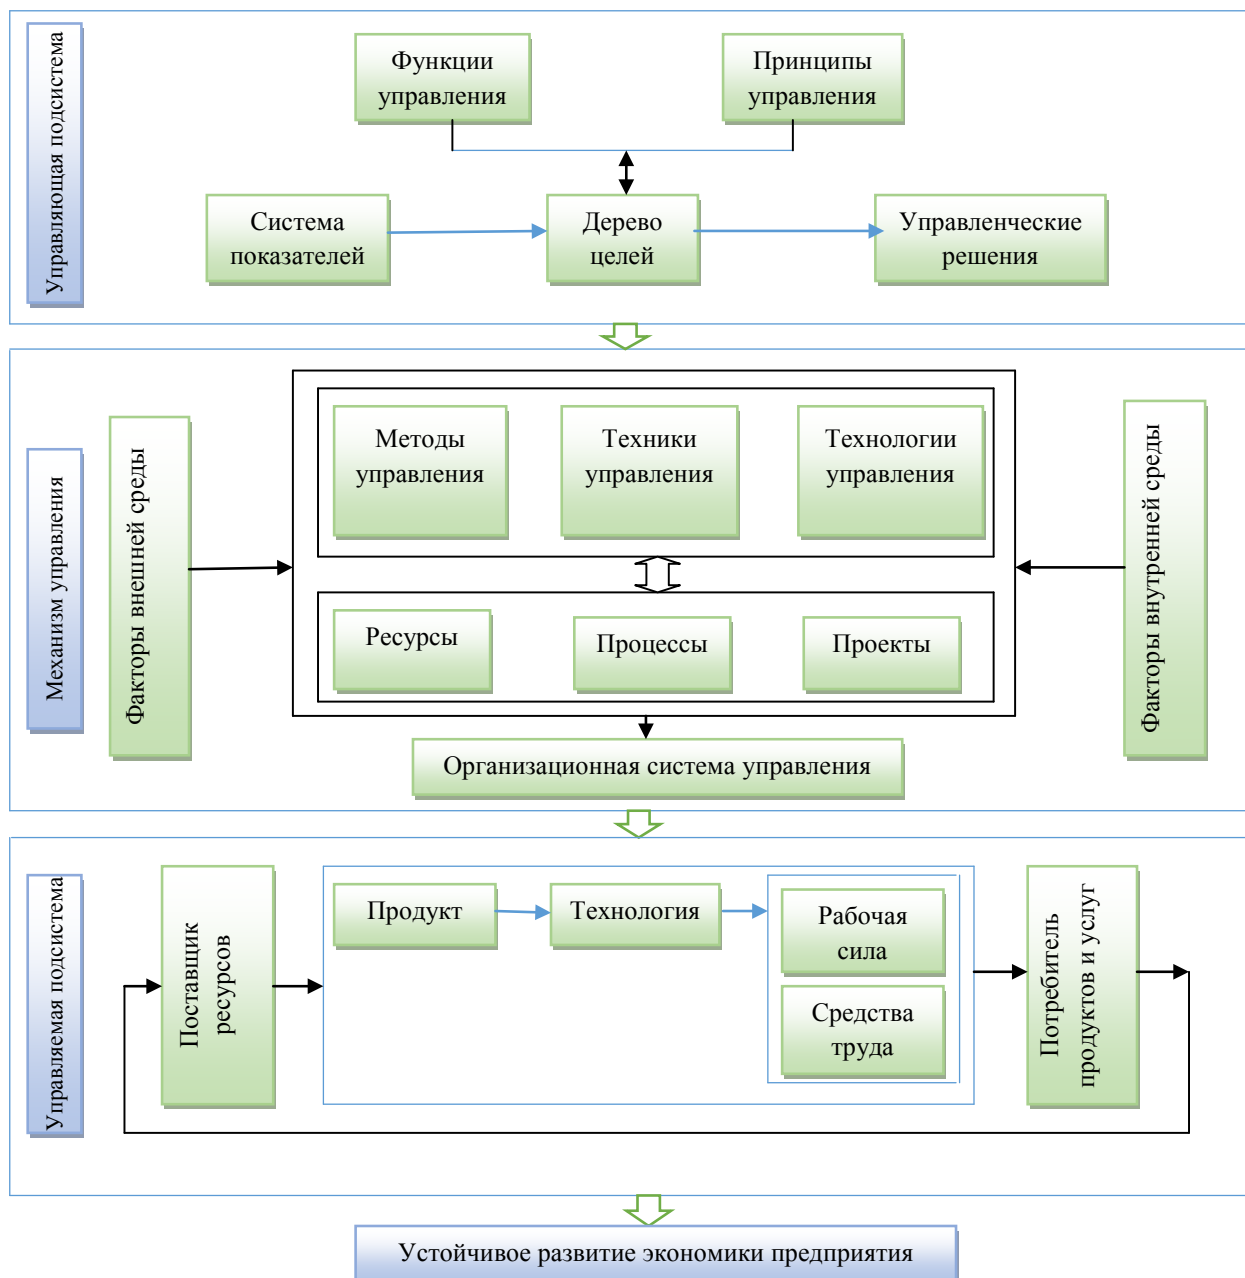 Управляющая подсистема
Функции
управления
Принципы
управления
Система
показателей
Дерево
целей
Управленческие
решения
Механизм управления
Факторы внешней среды
Методы
управления
Техники
управления
Технологии
управления
Ресурсы
Процессы
Проекты
Факторы внутренней среды
Организационная система управления
Управляемая подсистема
Поставщик
ресурсов
Продукт
Технология
Рабочая
сила
Средства
труда
Потребитель
продуктов и услуг
Устойчивое развитие экономики предприятия